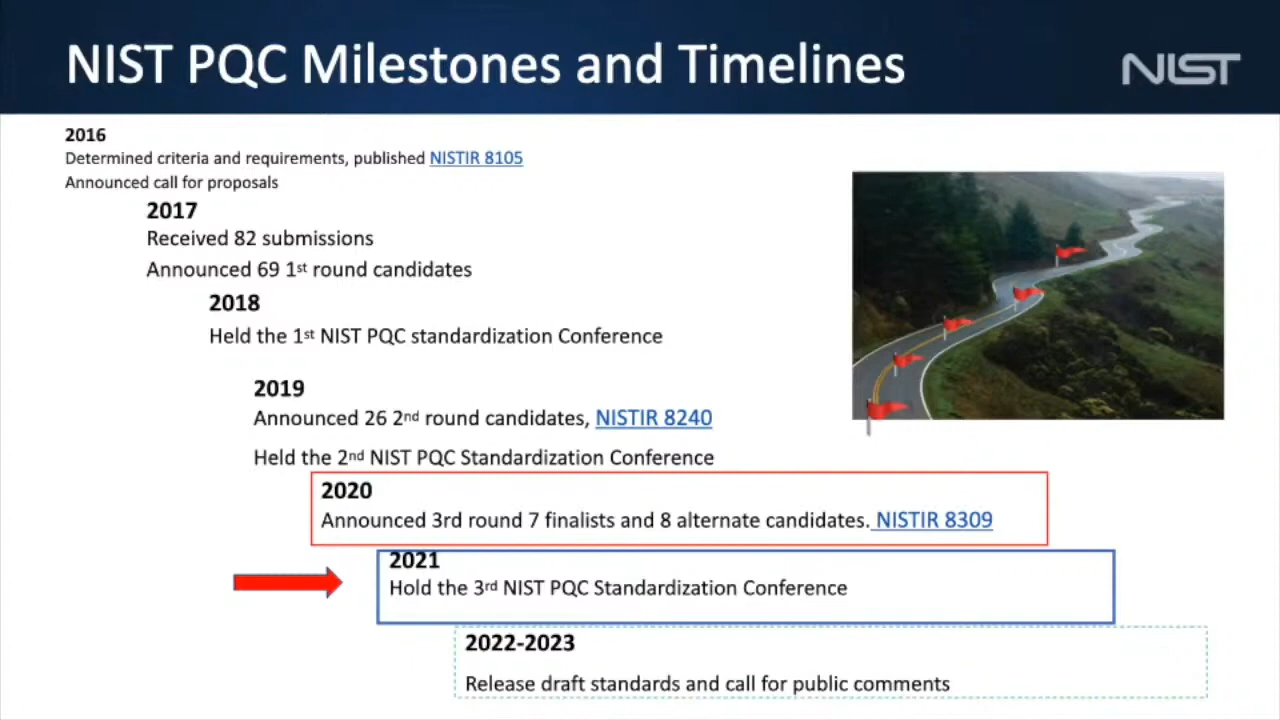 NIST PQC Milestones and Timelines
NIST
2016
Determined criteria and requirements, published NISTIR 8105
Announced call for proposals
2017
Received 82 submissions
Announced 69 1st round candidates
2018
Held the 1st NIST PQC standardization Conference
2019
Announced 26 2nd round candidates, NISTIR 8240
Held the 2nd NIST PQC Standardization Conference
2020
Announced 3rd round 7 finalists and 8 alternate candidates. NISTIR 8309
2021
Hold the 3rd NIST PQC Standardization Conference
2022-2023
Release draft standards and call for public comments